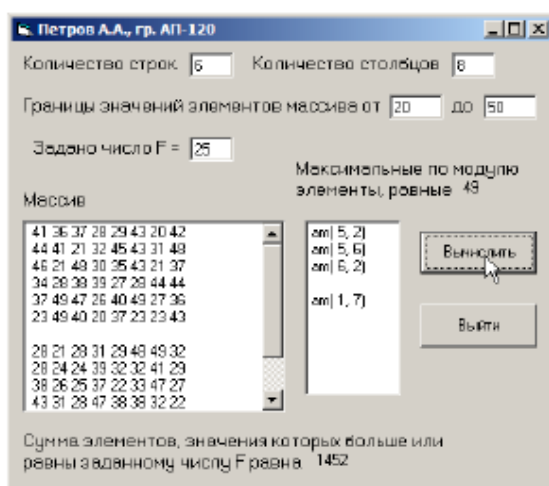 Петров А.А., гр. АП-120
Количество строк 6 Количество столбцов 8
Границы значений элементов массива от 20 до 50
Задано число F = 25
Максимальные по модулю
элементы, равные 49
Массив
41 36 37 28 29 43 20 42
44 41 21 32 45 43 31 48
46 21 48 30 35 43 21 37
34 28 38 39 27 28 44 44
37 49 47 26 40 49 27 36
23 49 40 20 37 23 23 43
28 21 28 31 29 48 49 32
28 24 24 39 32 32 41 29
38 26 25 37 22 33 47 27
43 31 28 47 38 38 32 22
am( 5, 2)
am( 5, 6)
am( 6, 2)
am( 1, 7)
Вычислить
Выйти
Сумма элементов, значения которых больше или
равны заданному числу F равна 1452